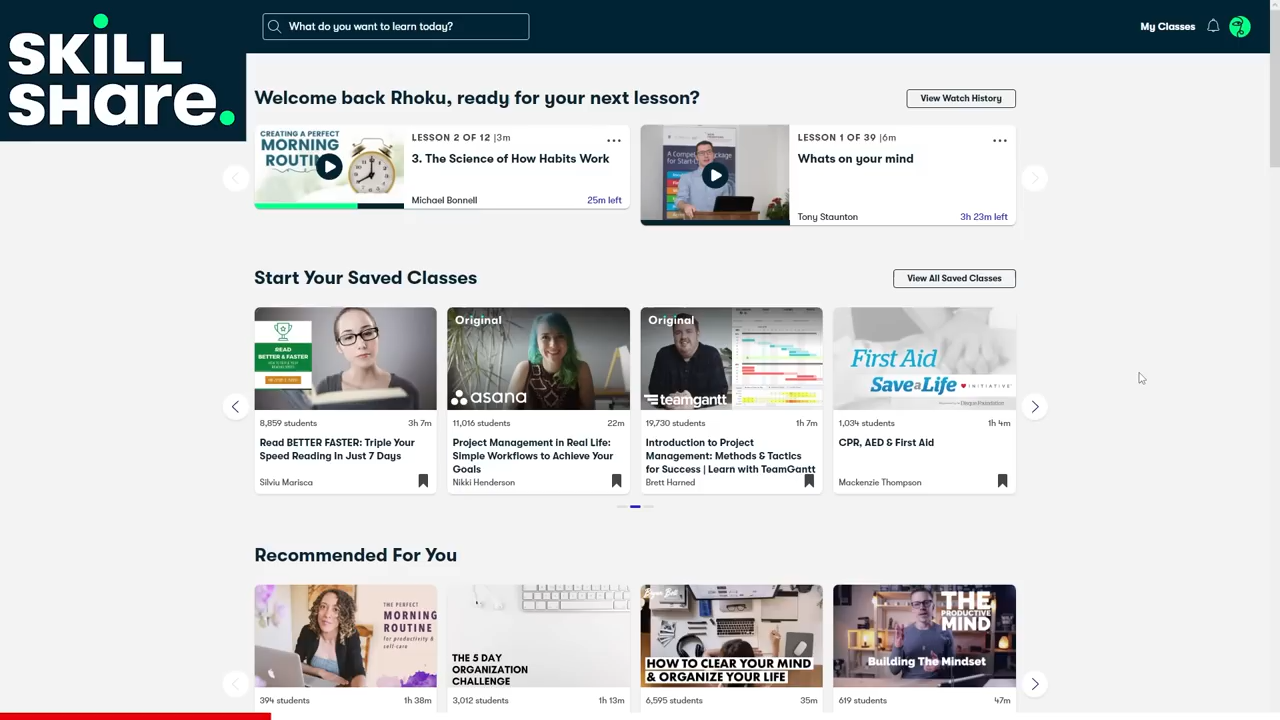 SKILL
SHare.
What do you want to learn today?
My Classes
Welcome back Rhoku, ready for your next lesson?
View Watch History
CREATING A PERFECT
MORNING
ROUTIN
LESSON 2 OF 12 |3m
3. The Science of How Habits Work
Michael Bonnell
25m left
LESSON 1 OF 39 |6m
Whats on your mind
Tony Staunton
3h 23m left
Start Your Saved Classes
View All Saved Classes
READ
BETTER & FASTER
Original
asana
Original
teamgantt
First Aid
Save a Life
INITIATIVE
8,859 students
3h 7m
11,016 students
22m
19,730 students
1h 7m
1,034 students
1h 4m
Read BETTER FASTER: Triple Your
Speed Reading In Just 7 Days
Silviu Marisca
Project Management in Real Life:
Simple Workflows to Achieve Your
Goals
Nikki Henderson
Introduction to Project
Management: Methods & Tactics
for Success | Learn with TeamGantt
Brett Harned
CPR, AED & First Aid
Mackenzie Thompson
Recommended For You
THE PERFECT
MORNING
ROUTINE
for productivity &
self-care
THE 5 DAY
ORGANIZATION
CHALLENGE
HOW TO CLEAR YOUR MIND
& ORGANIZE YOUR LIFE
THE
PRODUCTIVE
MIND
Building The Mindset
394 students
1h 38m
3,012 students
1h 13m
6,595 students
35m
619 students
47m